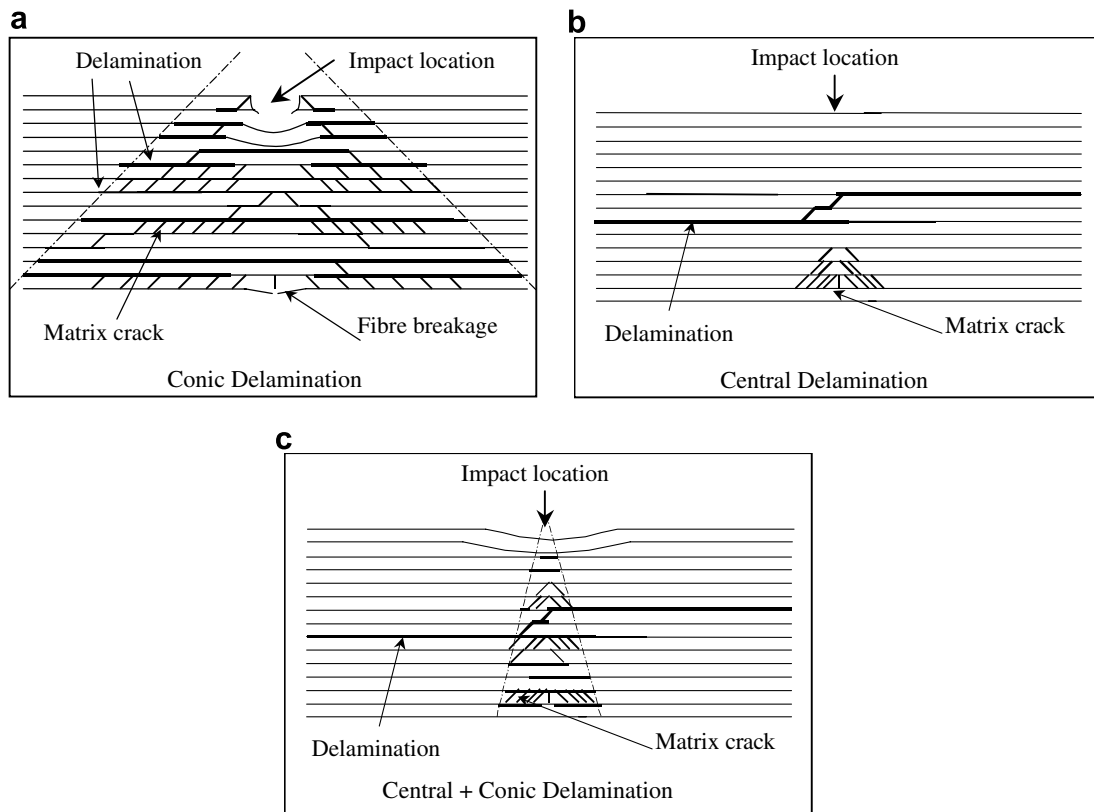 a
Delamination
Impact location
Matrix crack
Fibre breakage
Conic Delamination
b
Impact location
Delamination
Matrix crack
Central Delamination
c
Impact location
Delamination
Matrix crack
Central + Conic Delamination